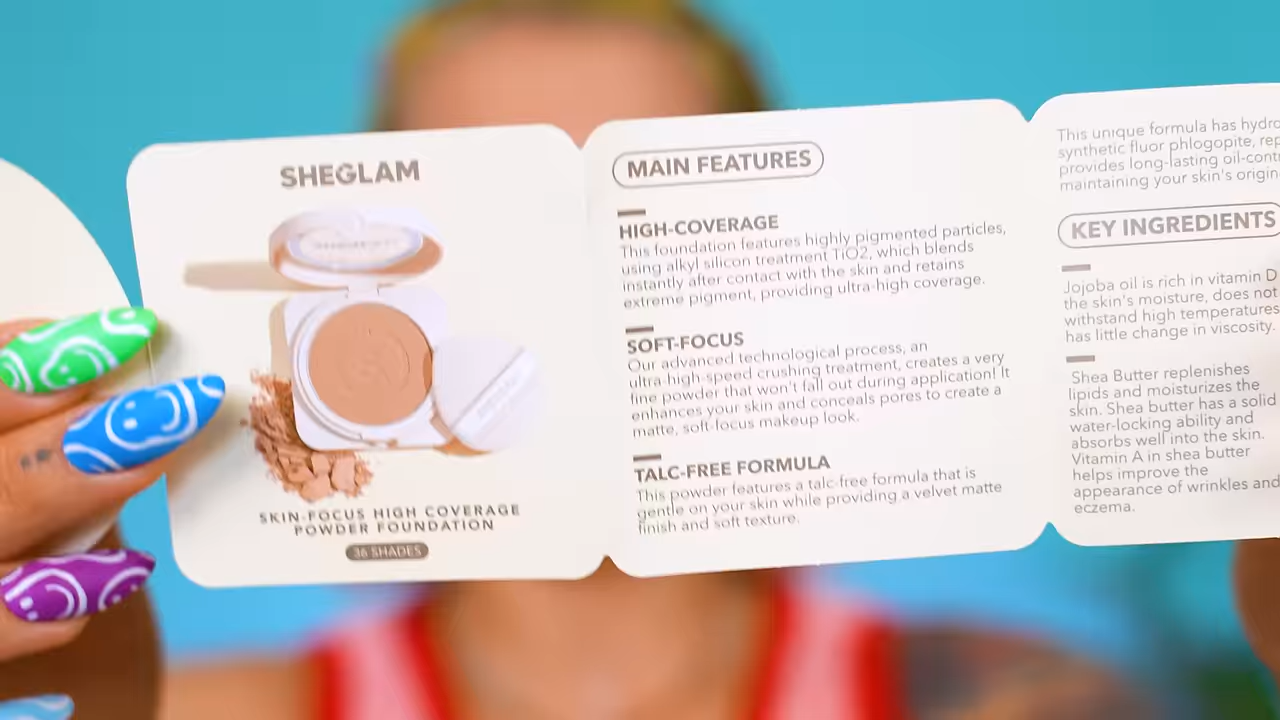 SHEGLAM
SKIN-FOCUS HIGH COVERAGE
POWDER FOUNDATION
36 SHADES
MAIN FEATURES
HIGH-COVERAGE
This foundation features highly pigmented particles,
using alkyl silicon treatment TiO2, which blends
instantly after contact with the skin and retains
extreme pigment, providing ultra-high coverage.
SOFT-FOCUS
Our advanced technological process, an
ultra-high-speed crushing treatment, creates a very
fine powder that won't fall out during application! It
enhances your skin and conceals pores to create a
matte, soft-focus makeup look.
TALC-FREE FORMULA
This powder features a talc-free formula that is
gentle on your skin while providing a velvet matte
finish and soft texture.
This unique formula has hydro
synthetic fluor phlogopite, rep
provides long-lasting oil-cont
maintaining your skin's origin
KEY INGREDIENTS
Jojoba oil is rich in vitamin D
the skin's moisture, does not
withstand high temperatures
has little change in viscosity.
Shea Butter replenishes
lipids and moisturizes the
skin. Shea butter has a solid
water-locking ability and
absorbs well into the skin.
Vitamin A in shea butter
helps improve the
appearance of wrinkles and
eczema.